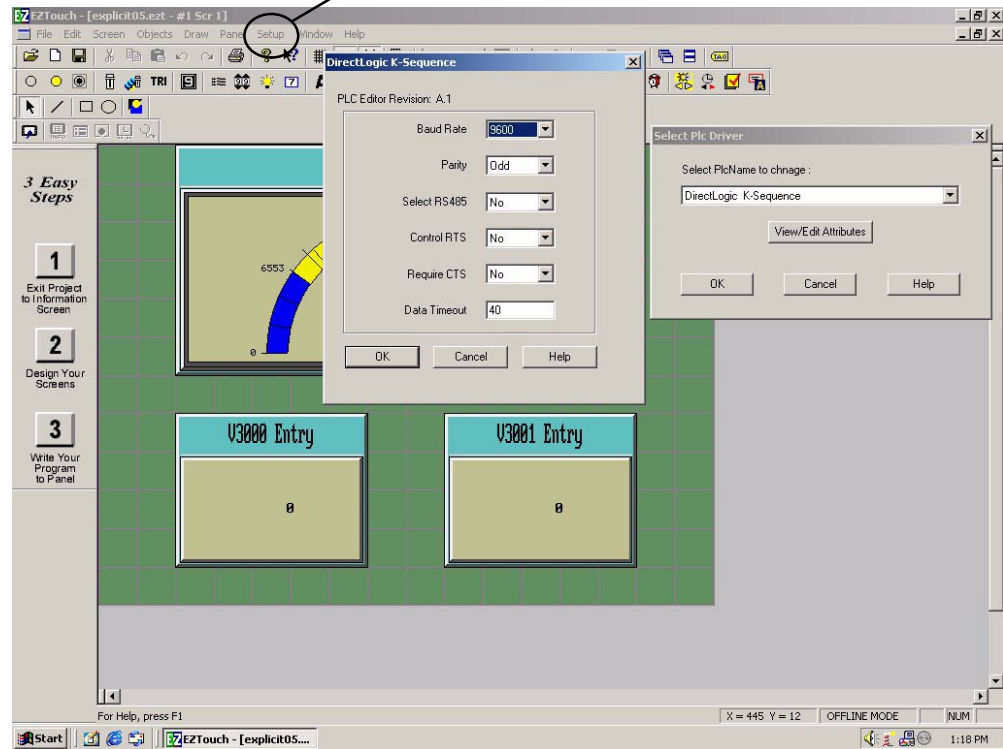 EZTouch - [explicit05.ezt - #1 Scr 1]
File Edit Screen Objects Draw Panel Setup Window Help
TRI
TAG
DirectLogic K-Sequence
PLC Editor Revision: A.1
Baud Rate 9600
Parity Odd
Select RS485 No
Control RTS No
Require CTS No
Data Timeout 40
OK Cancel Help
Select Plc Driver
Select PlcName to chnage :
DirectLogic K-Sequence
View/Edit Attributes
OK Cancel Help
3 Easy
Steps
1
Exit Project
to Information
Screen
2
Design Your
Screens
3
Write Your
Program
to Panel
6553
0
V3000 Entry
0
V3001 Entry
0
For Help, press F1
X = 445 Y = 12 OFFLINE MODE NUM
Start EZTouch - [explicit05.... 1:18 PM